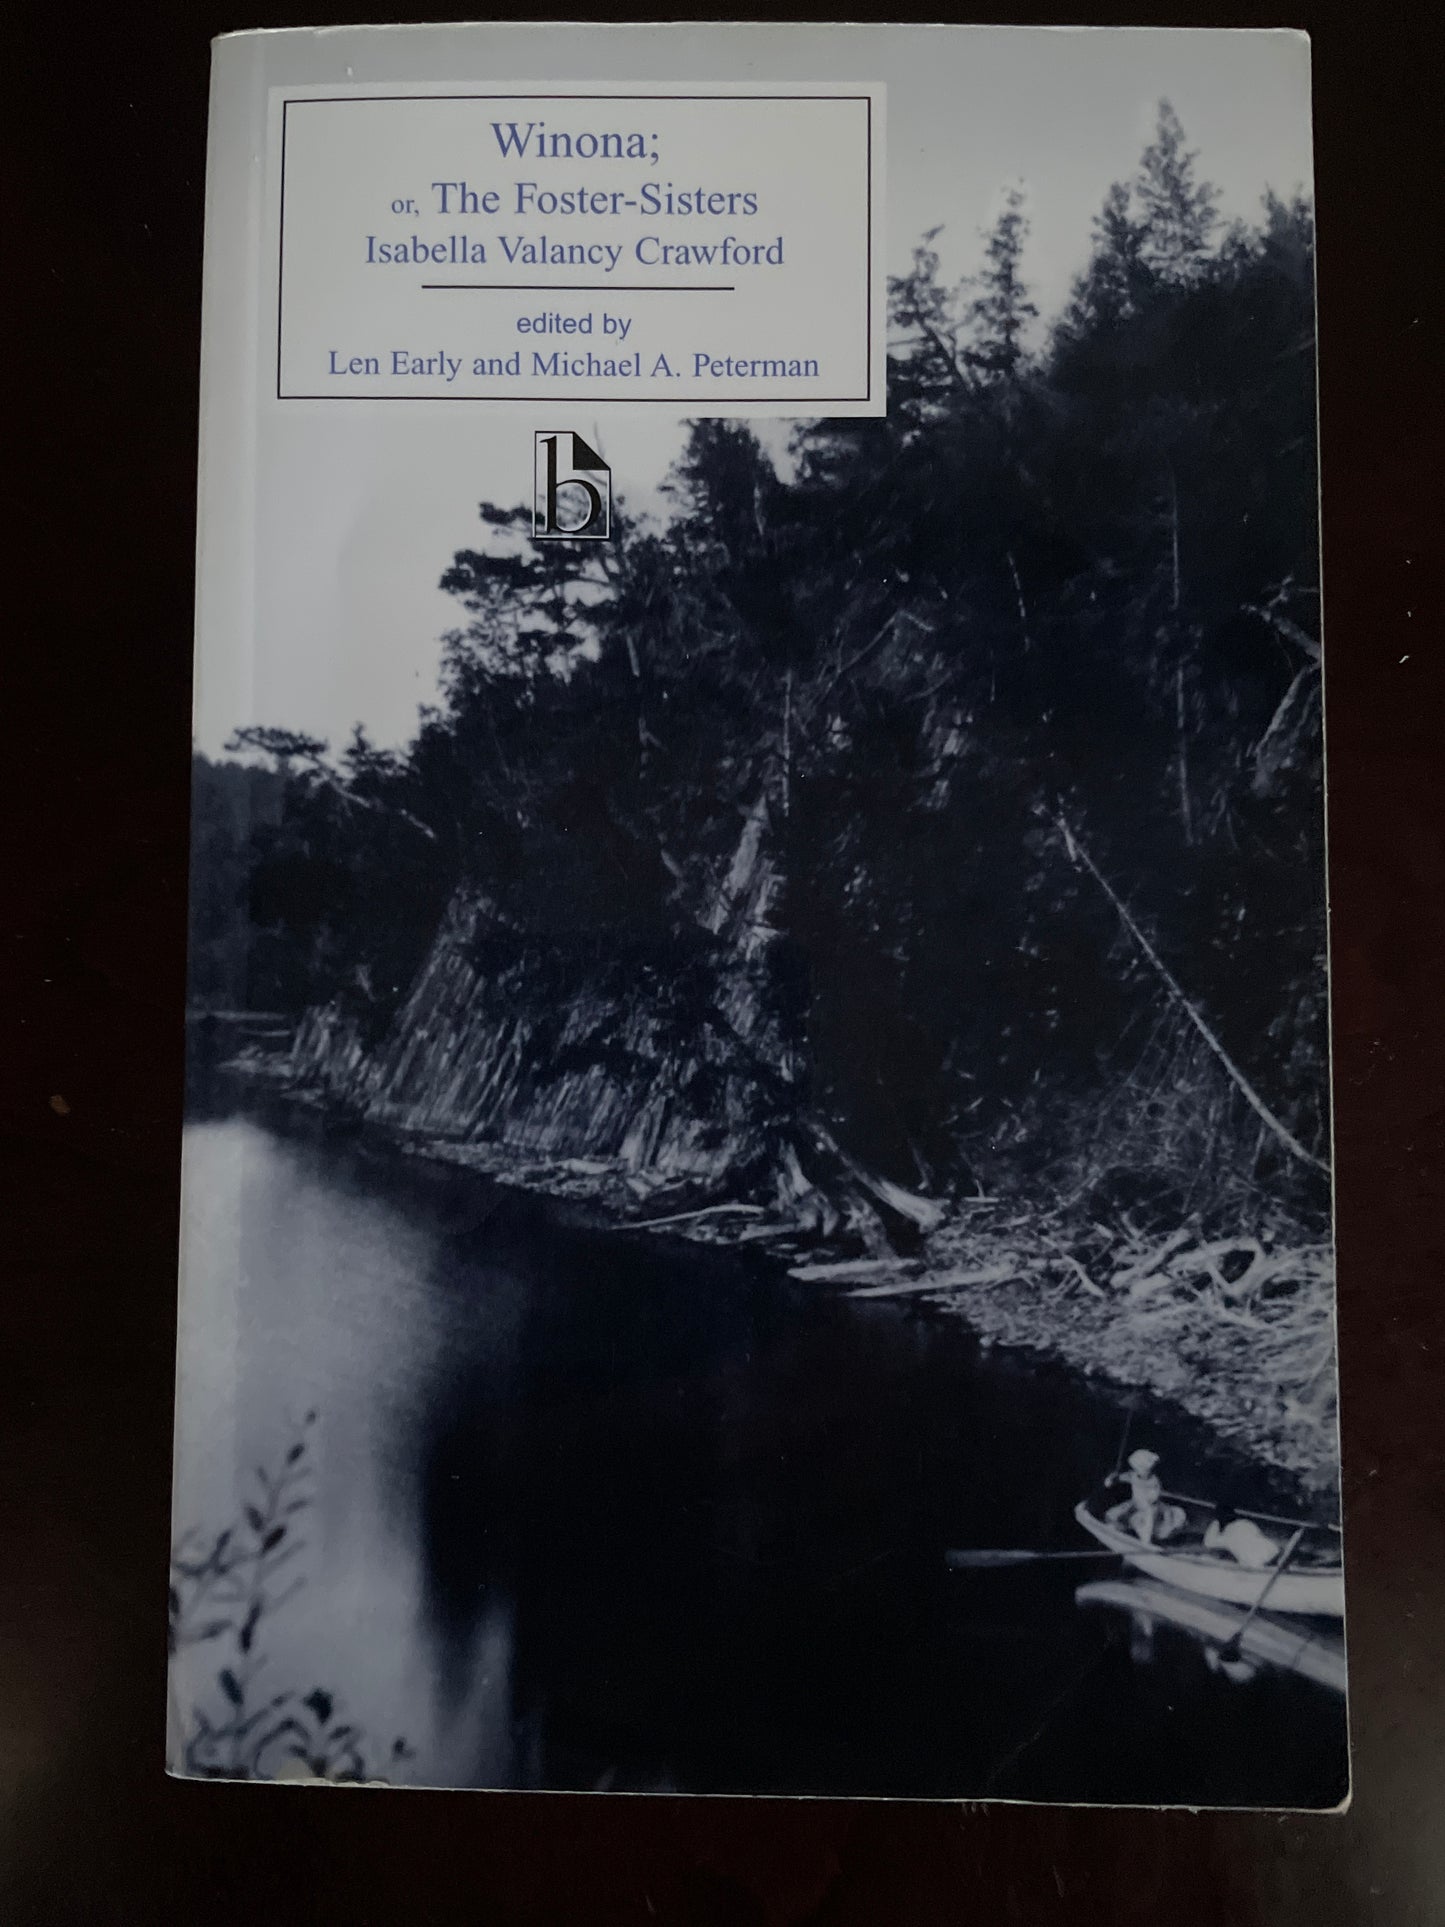 Winona;
or, The Foster-Sisters
Isabella Valancy Crawford
edited by
Len Early and Michael A. Peterman
b